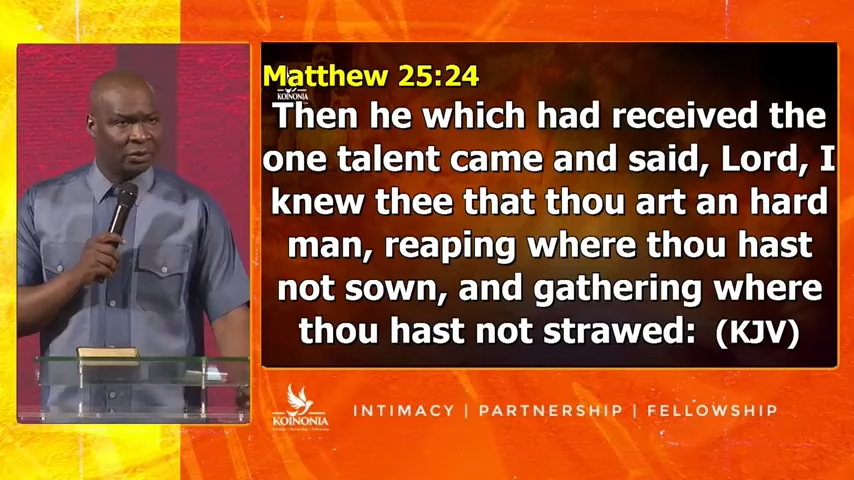 Matthew 25:24
KOINONIA
Then he which had received the
one talent came and said, Lord, I
knew thee that thou art an hard
man, reaping where thou hast
not sown, and gathering where
thou hast not strawed: (KJV)
KOINONIA
INTIMACY | PARTNERSHIP | FELLOWSHIP